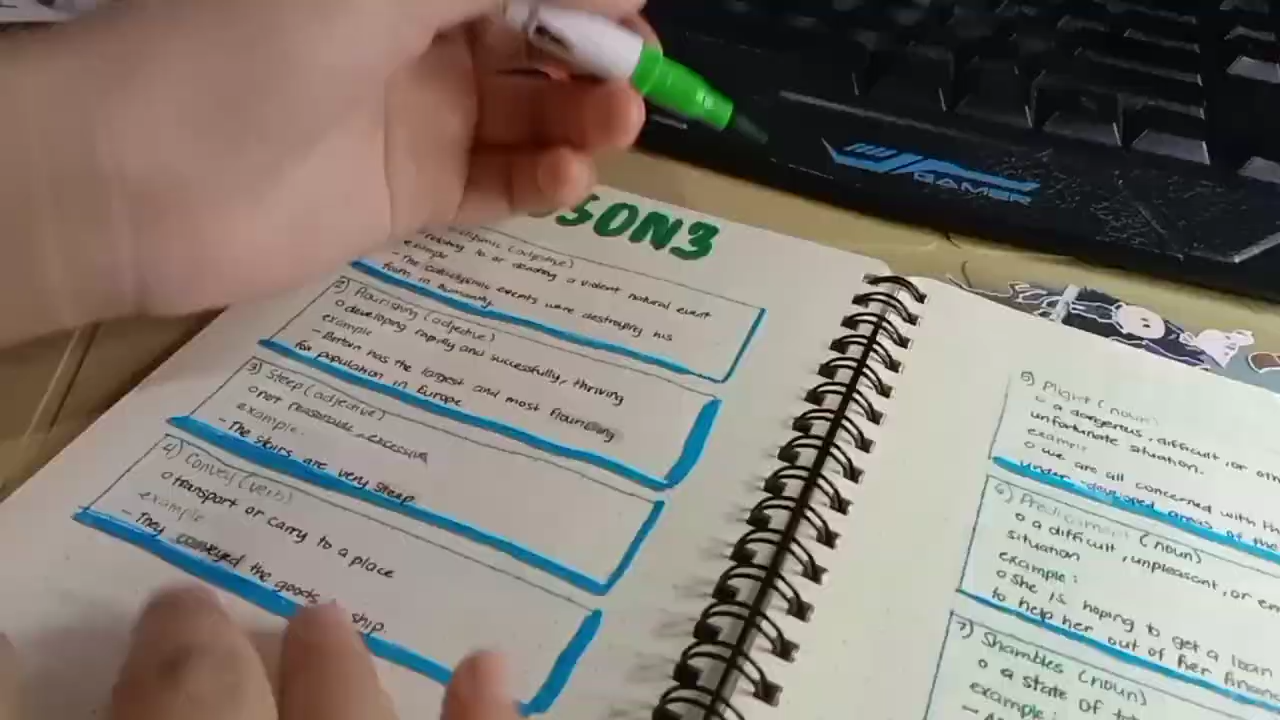 SON3
(adjective)
relating to or denoting a violent natural event
example
- The cataclysmic events were destroying his
farm in humanity.
2) Flourishing (adjective)
o developing rapidly and successfully, thriving
example
- Britain has the largest and most flourishing
fox population in Europe
3) Steep (adjective)
o not reasonable, excessive
example.
- The stairs are very steep
4) Convey (verb)
o transport or carry to a place
example
- They conveyed the goods ship.
GAMER
5) Plight (noun)
o a dangerous, difficult, or
unfortunate situation.
example
o we are all concerned with
under-developed areas of the
6) Predicament (noun)
o a difficult, unpleasant, or
situation
example:
o She is hoping to get a loan
to help her out of her
7) Shambles (noun)
o a state of
example: